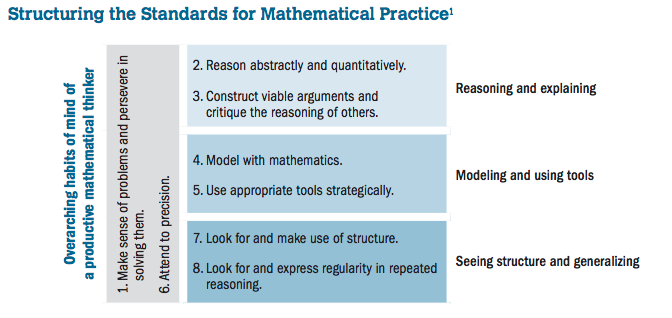 Structuring the Standards for Mathematical Practice¹
Overarching habits of mind of
a productive mathematical thinker
1. Make sense of problems and persevere in
solving them.
6. Attend to precision.
2. Reason abstractly and quantitatively.
3. Construct viable arguments and
critique the reasoning of others.
Reasoning and explaining
4. Model with mathematics.
5. Use appropriate tools strategically.
Modeling and using tools
7. Look for and make use of structure.
8. Look for and express regularity in repeated
reasoning.
Seeing structure and generalizing